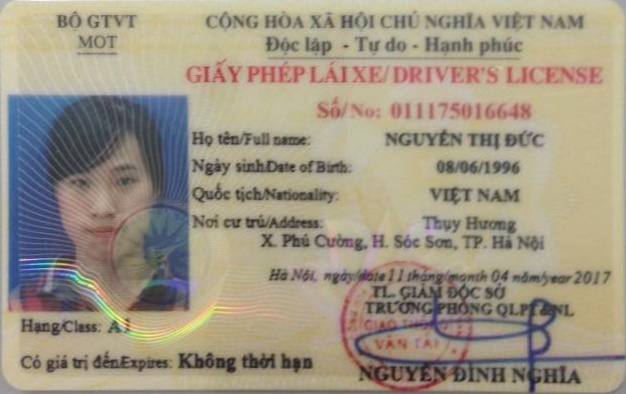 BỘ GTVT
MOT
CỘNG HÒA XÃ HỘI CHỦ NGHĨA VIỆT NAM
Độc lập - Tự do - Hạnh phúc
GIẤY PHÉP LÁI XE/ DRIVER'S LICENSE
Số/ No: 011175016648
Họ tên/Full name: NGUYỄN THỊ ĐỨC
Ngày sinh/Date of Birth: 08/06/1996
Quốc tịch/Nationality: VIỆT NAM
Nơi cư trú/Address: Thụy Hương
X. Phú Cường, H. Sóc Sơn, TP. Hà Nội
Hà Nội, ngày/date 11 tháng/month 04 năm/year 2017
TL. GIÁM ĐỐC SỞ
TRƯỞNG PHÒNG QLPT &NL
GIAO THÔNG
VẬN TẢI
Hạng/Class: A1
Có giá trị đến/Expires: Không thời hạn
NGUYỄN ĐÌNH NGHĨA